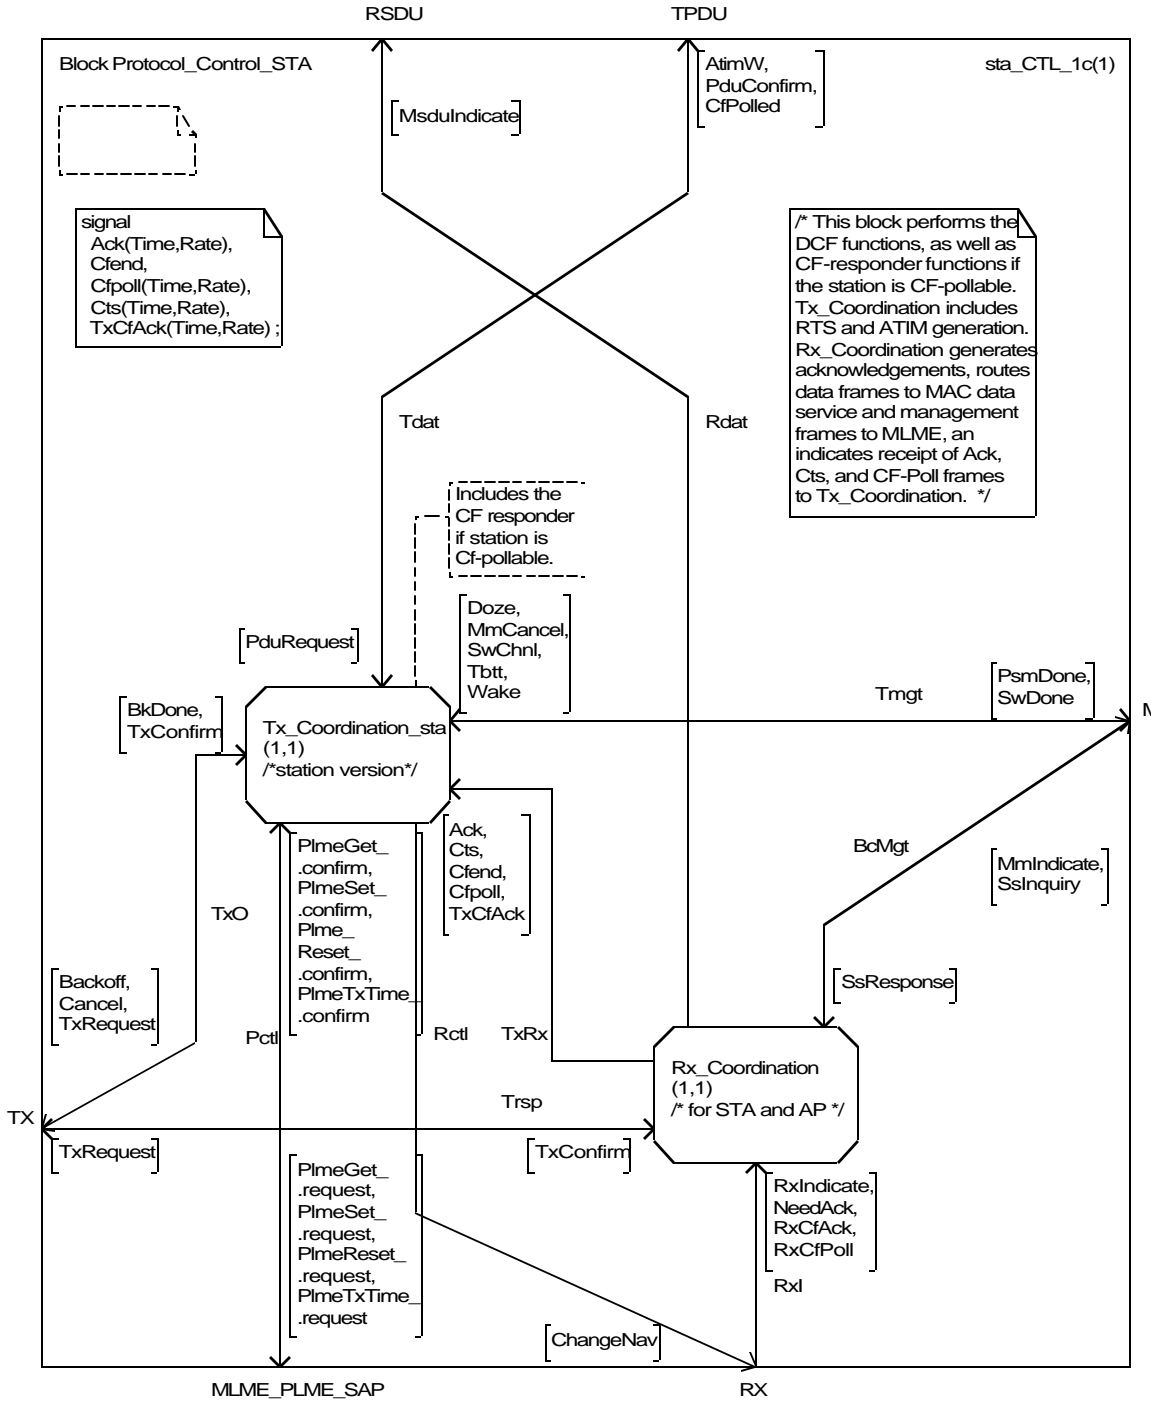 RSDU
TPDU
Block Protocol_Control_STA
sta_CTL_1c(1)
AtimW,
PduConfirm,
CfPolled
MsduIndicate
signal
Ack(Time,Rate),
Cfend,
Cfpoll(Time,Rate),
Cts(Time,Rate),
TxCfAck(Time,Rate) ;
/* This block performs the
DCF functions, as well as
CF-responder functions if
the station is CF-pollable.
Tx_Coordination includes
RTS and ATIM generation.
Rx_Coordination generates
acknowledgements, routes
data frames to MAC data
service and management
frames to MLME, an
indicates receipt of Ack,
Cts, and CF-Poll frames
to Tx_Coordination. */
Tdat
Rdat
Includes the
CF responder
if station is
Cf-pollable.
Doze,
MmCancel,
SwChnl,
Tbtt,
Wake
PduRequest
Tmgt
PsmDone,
SwDone
M
BkDone,
TxConfirm
Tx_Coordination_sta
(1,1)
/*station version*/
PlmeGet_
.confirm,
PlmeSet_
.confirm,
Plme_
Reset_
.confirm,
PlmeTxTime_
.confirm
Ack,
Cts,
Cfend,
Cfpoll,
TxCfAck
BcMgt
MmIndicate,
SsInquiry
TxO
Backoff,
Cancel,
TxRequest
SsResponse
Pctl
Rctl
TxRx
Rx_Coordination
(1,1)
/* for STA and AP */
Trsp
TX
TxRequest
TxConfirm
PlmeGet_
.request,
PlmeSet_
.request,
PlmeReset_
.request,
PlmeTxTime_
.request
RxIndicate,
NeedAck,
RxCfAck,
RxCfPoll
RxI
ChangeNav
MLME_PLME_SAP
RX